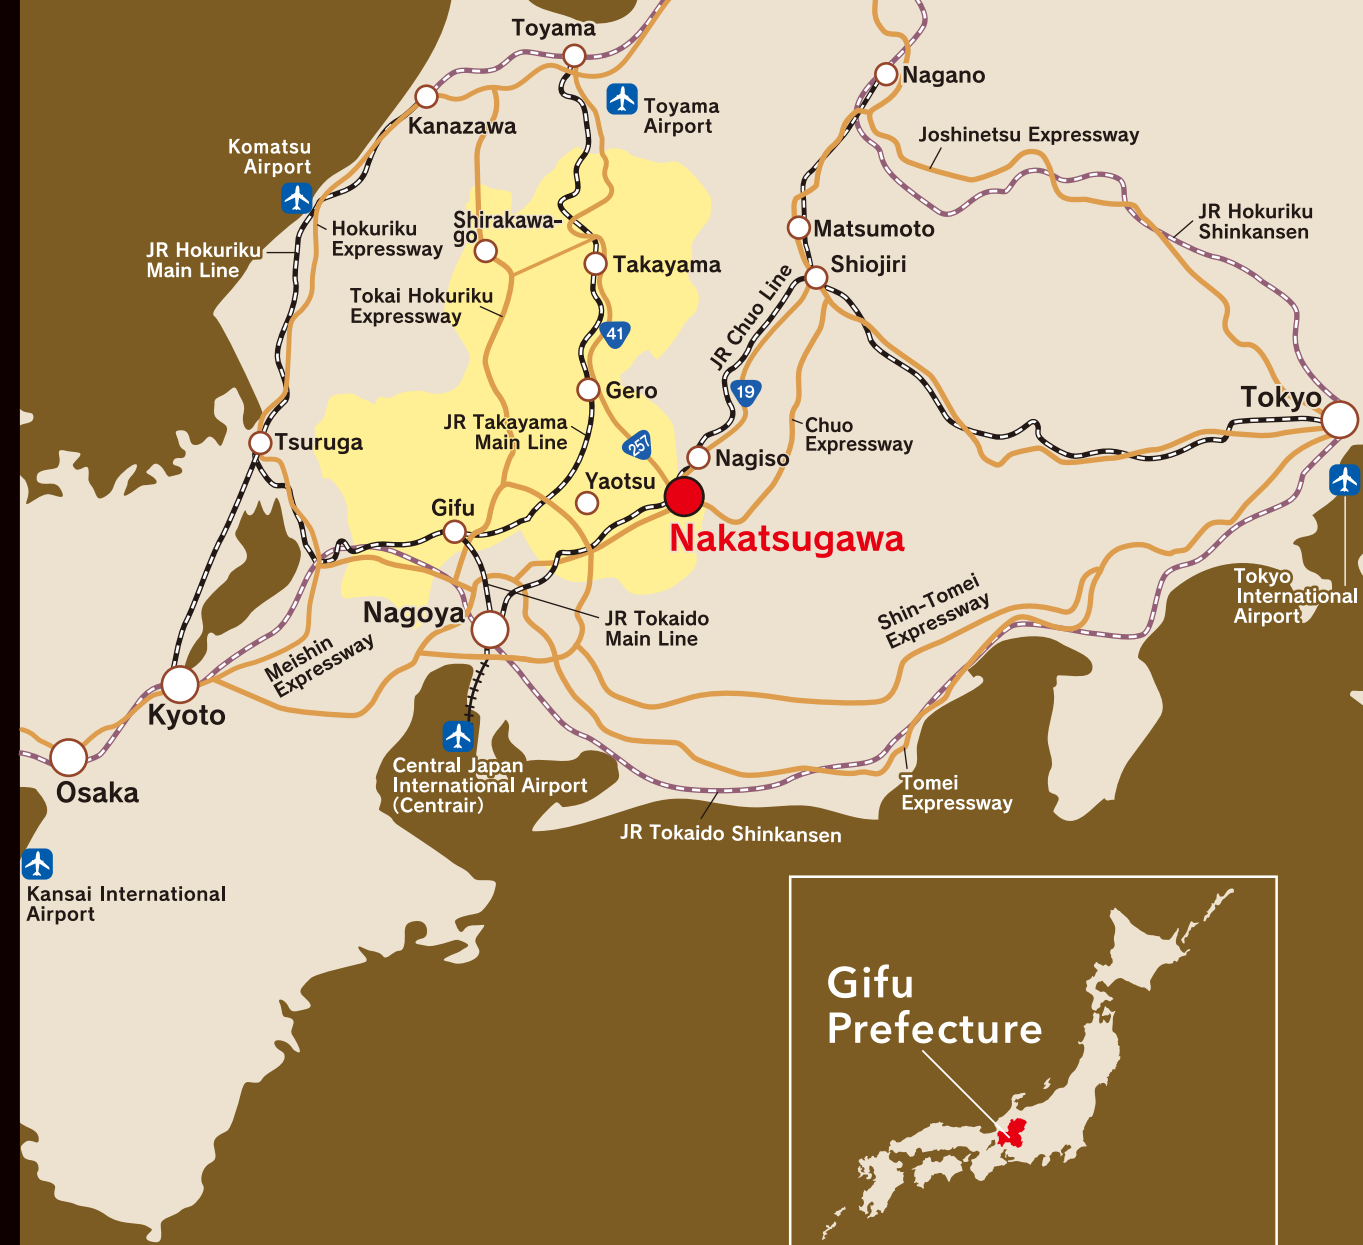 Toyama
Nagano
Toyama
Airport
Kanazawa
Joshinetsu Expressway
Komatsu
Airport
JR Hokuriku
Shinkansen
Shirakawa-
go
Hokuriku
Expressway
Matsumoto
JR Hokuriku
Main Line
Takayama
Shiojiri
Tokai Hokuriku
Expressway
JR Chuo Line
41
Gero
19
Tokyo
JR Takayama
Main Line
Chuo
Expressway
Tsuruga
257
Nagiso
Yaotsu
Gifu
Nakatsugawa
Tokyo
International
Airport
Shin-Tomei
Expressway
Nagoya
JR Tokaido
Main Line
Meishin
Expressway
Kyoto
Central Japan
International Airport
(Centrair)
Osaka
Tomei
Expressway
JR Tokaido Shinkansen
Kansai International
Airport
Gifu
Prefecture